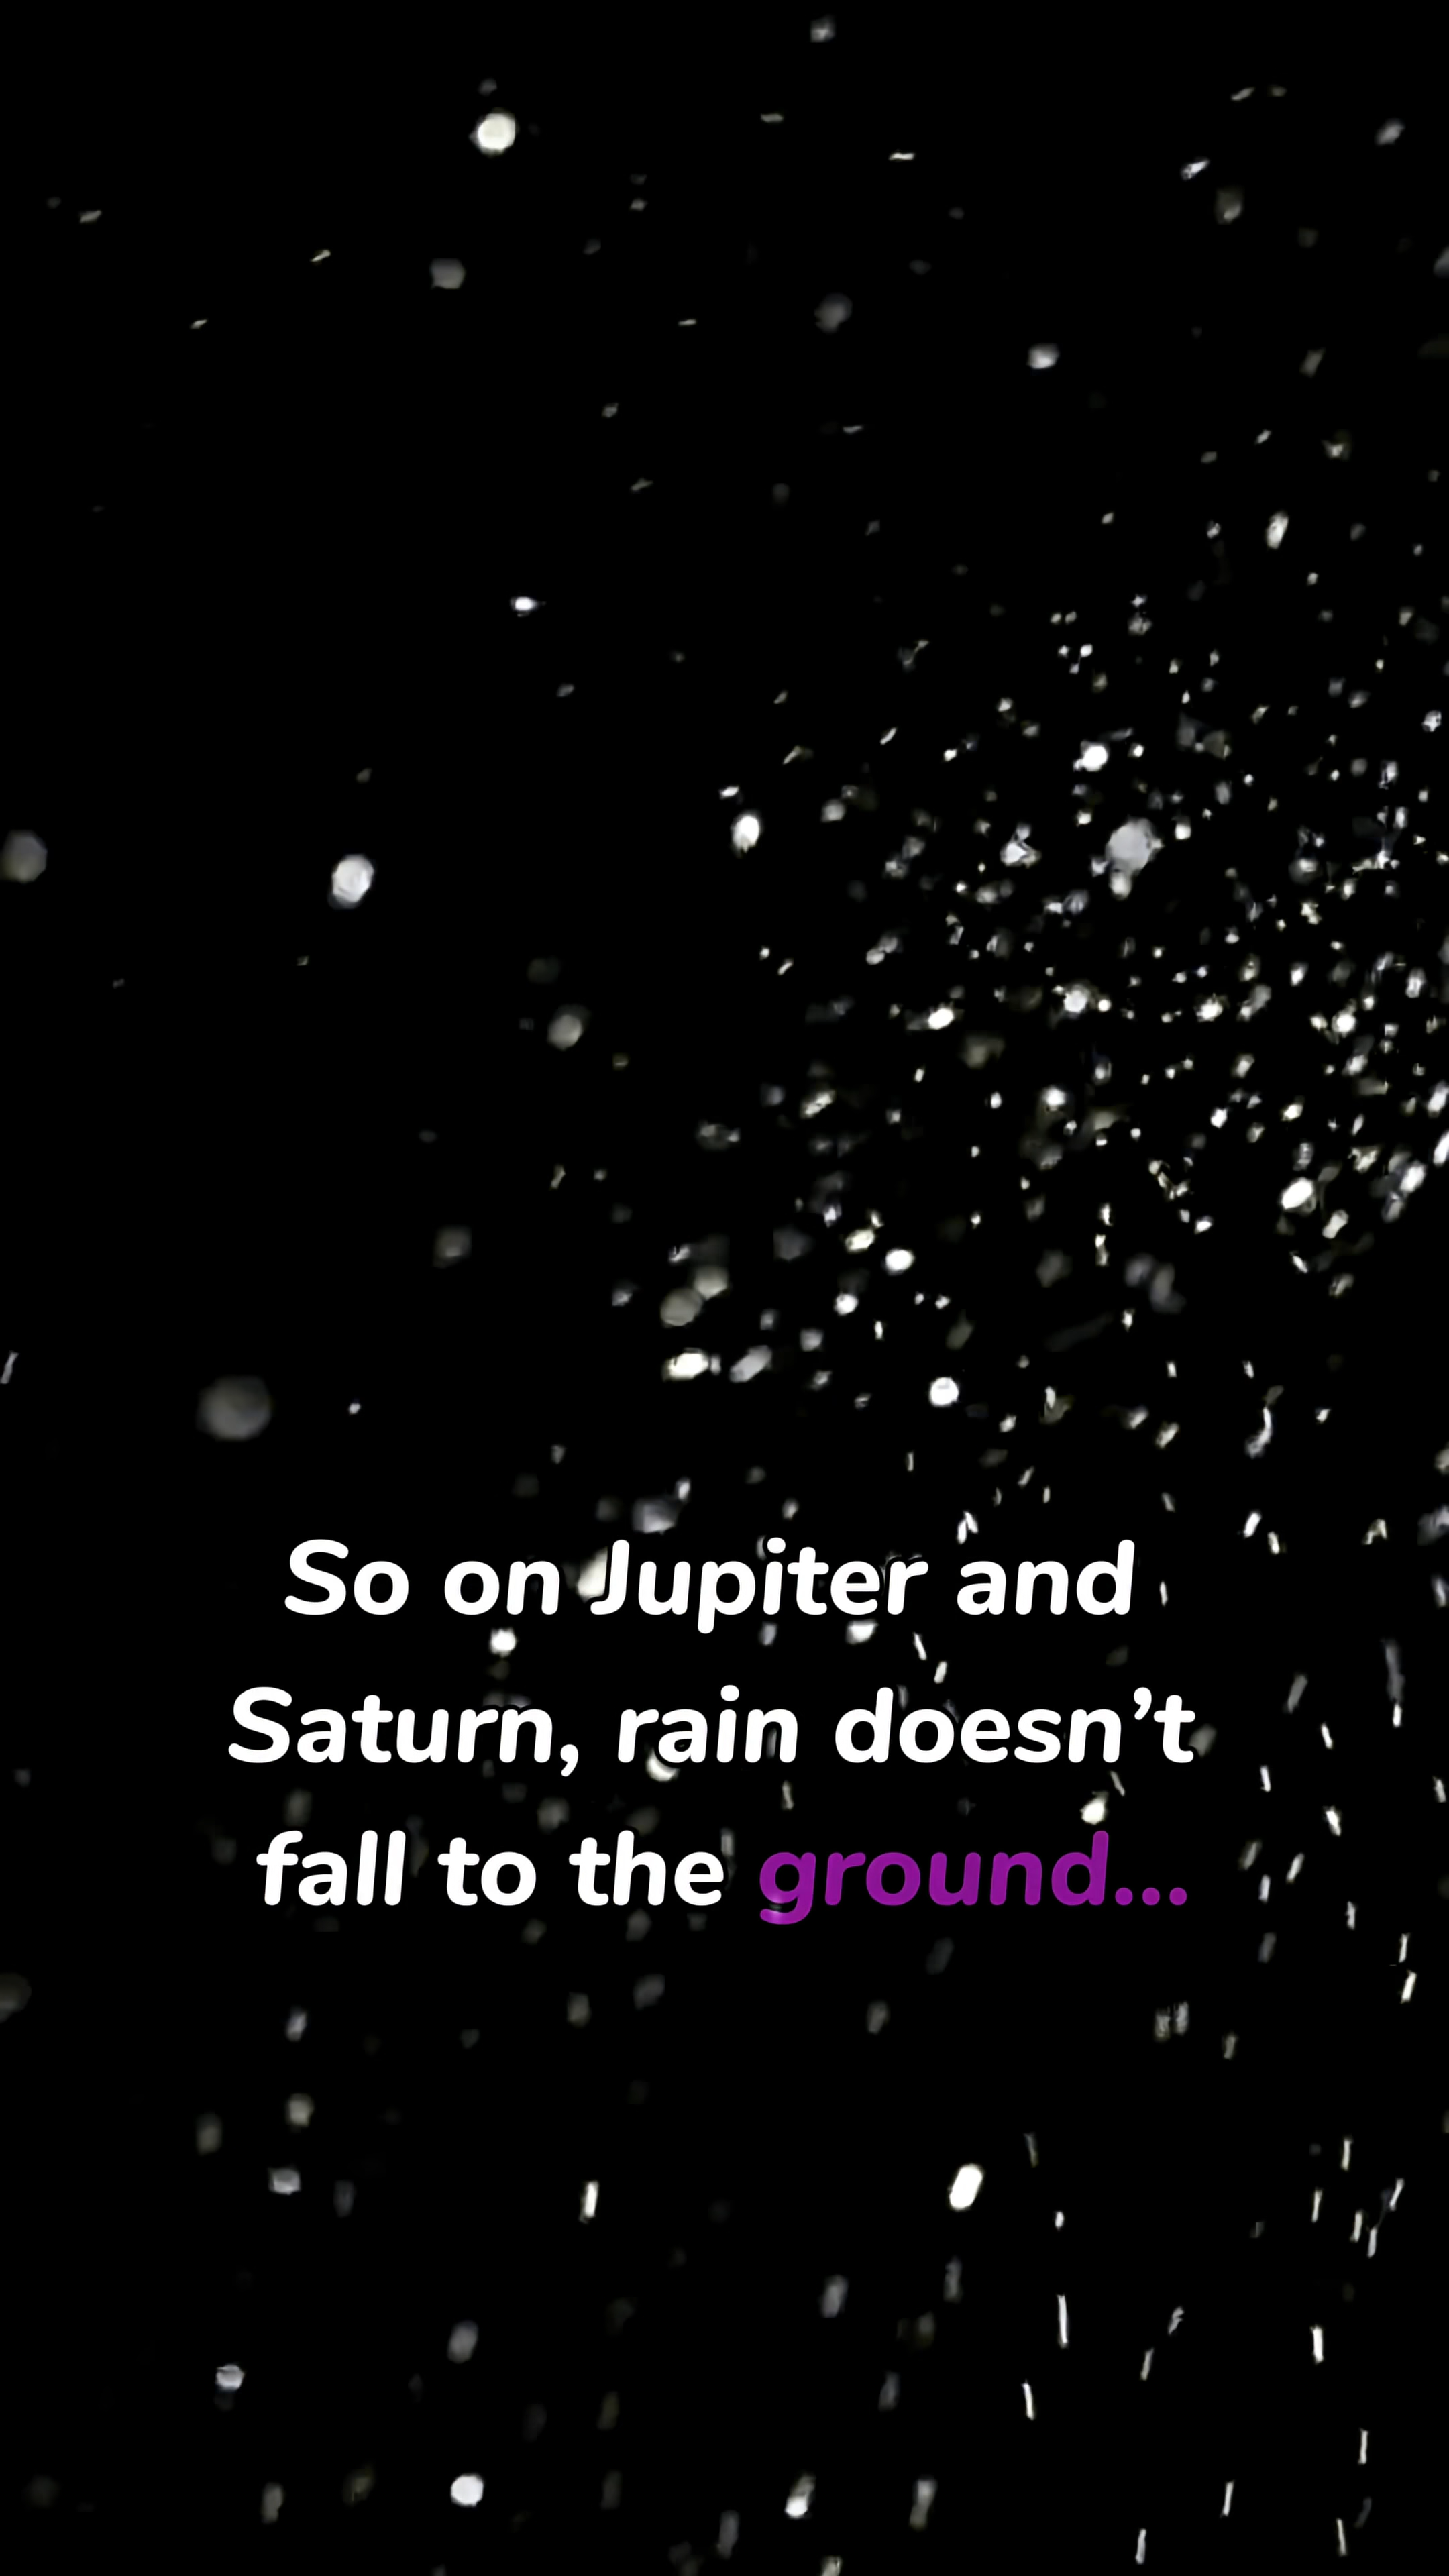 So on Jupiter and
Saturn, rain doesn’t
fall to the ground...